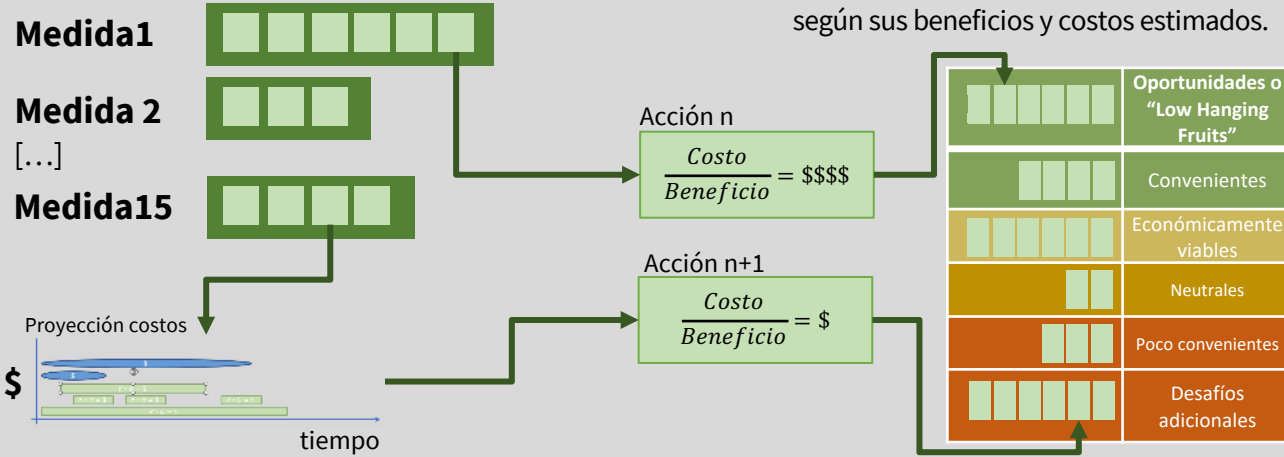 según sus beneficios y costos estimados.
Medida1
Medida 2
[…]
Medida15
Proyección costos
$
$
$
tiempo
Acción n
Costo
Beneficio
= $$$$
Acción n+1
Costo
Beneficio
= $
Oportunidades o
“Low Hanging
Fruits”
Convenientes
Económicamente
viables
Neutrales
Poco convenientes
Desafíos
adicionales